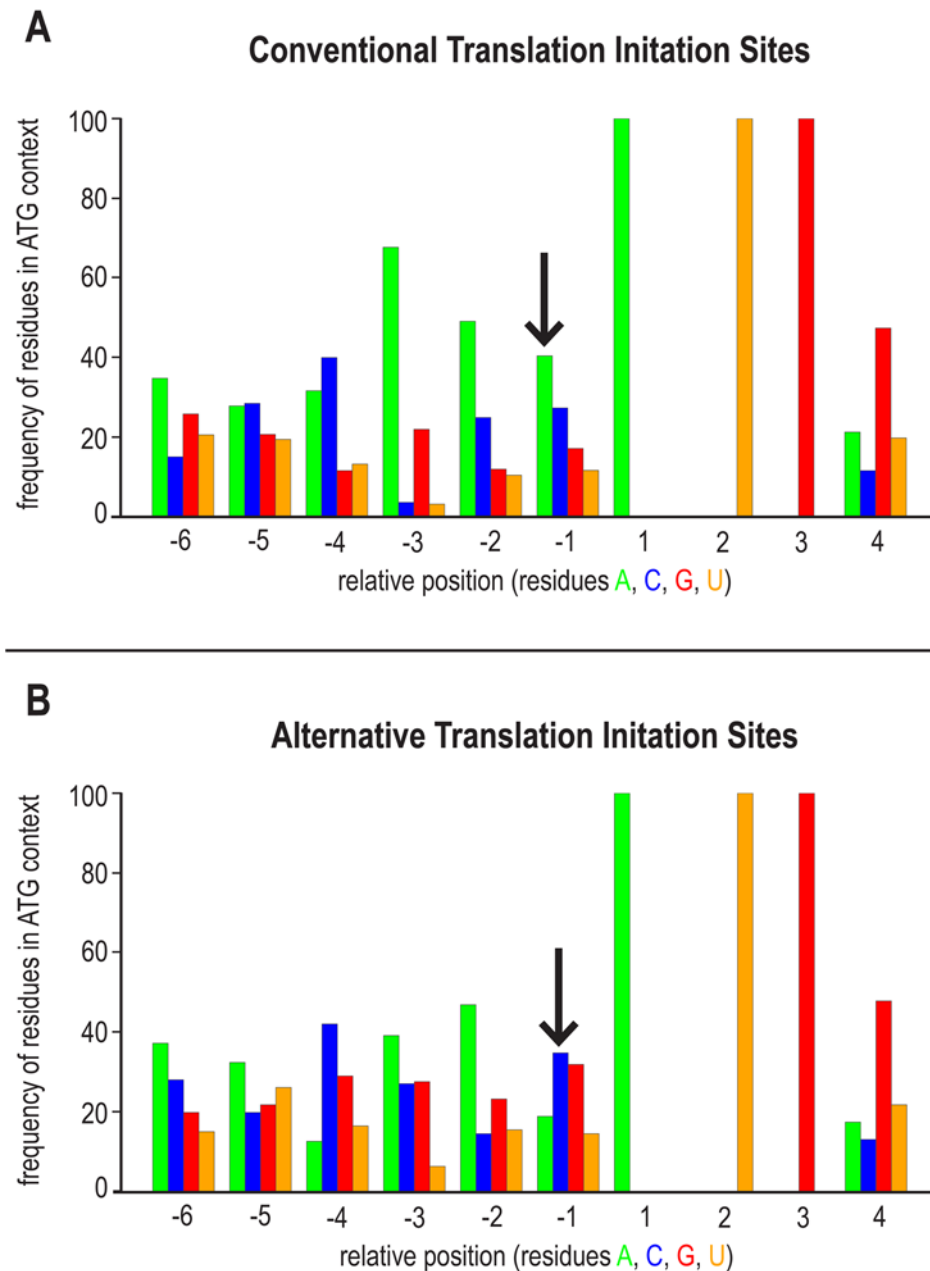 A
Conventional Translation Initation Sites
frequency of residues in ATG context
100
80
60
40
20
0
-6 -5 -4 -3 -2 -1 1 2 3 4
relative position (residues A, C, G, U)
B
Alternative Translation Initation Sites
frequency of residues in ATG context
100
80
60
40
20
0
-6 -5 -4 -3 -2 -1 1 2 3 4
relative position (residues A, C, G, U)